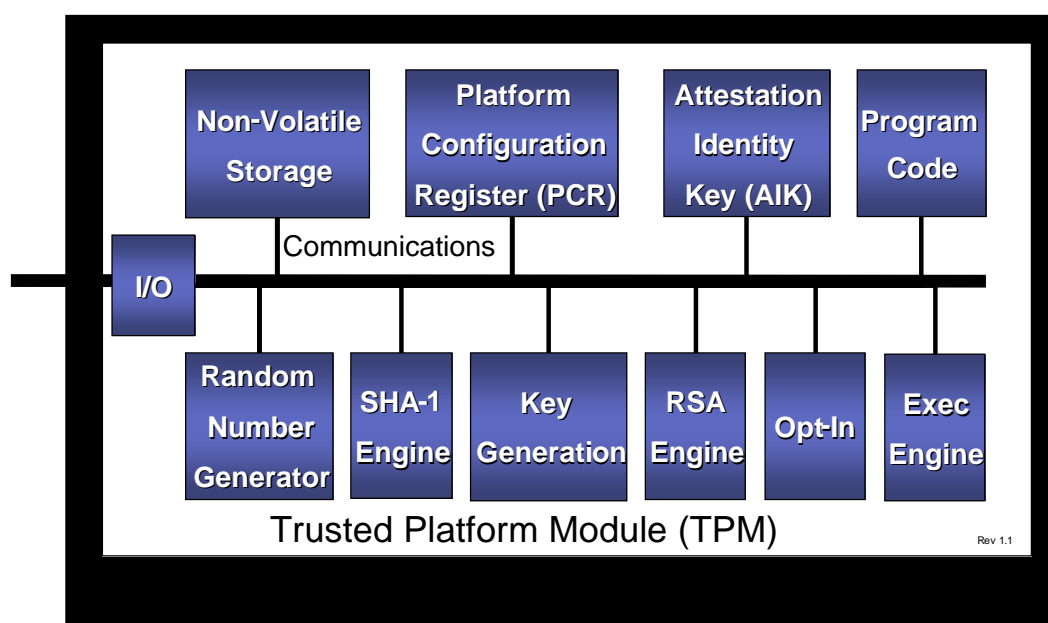 Non-Volatile
Storage
Platform
Configuration
Register (PCR)
Attestation
Identity
Key (AIK)
Program
Code
Communications
I/O
Random
Number
Generator
SHA-1
Engine
Key
Generation
RSA
Engine
Opt-In
Exec
Engine
Trusted Platform Module (TPM)
Rev 1.1